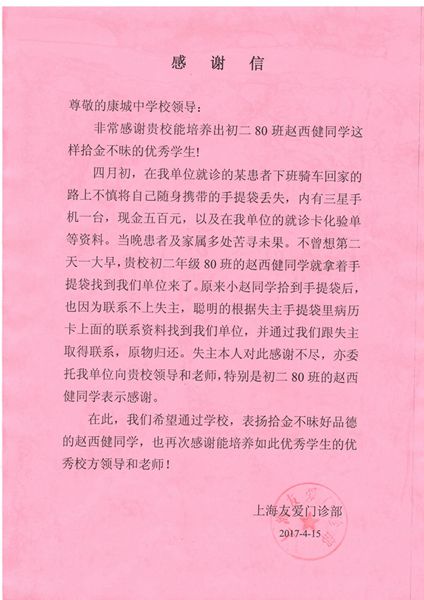 感 谢 信
尊敬的康城中学校领导:
非常感谢贵校能培养出初二 80 班赵西健同学这
样拾金不昧的优秀学生!
四月初，在我单位就诊的某患者下班骑车回家的
路上不慎将自己随身携带的手提袋丢失，内有三星手
机一台，现金五百元，以及在我单位的就诊卡化验单
等资料。当晚患者及家属多处苦寻未果。不曾想第二
天一大早，贵校初二年级 80 班的赵西健同学就拿着手
提袋找到我们单位来了。原来小赵同学拾到手提袋后，
也因为联系不上失主，聪明的根据失主手提袋里病历
卡上面的联系资料找到我们单位，并通过我们跟失主
取得联系，原物归还。失主本人对此感谢不尽，亦委
托我单位向贵校领导和老师，特别是初二 80 班的赵西
健同学表示感谢。
在此，我们希望通过学校，表扬拾金不昧好品德
的赵西健同学，也再次感谢能培养如此优秀学生的优
秀校方领导和老师！
上海友爱门诊部
2017-4-15